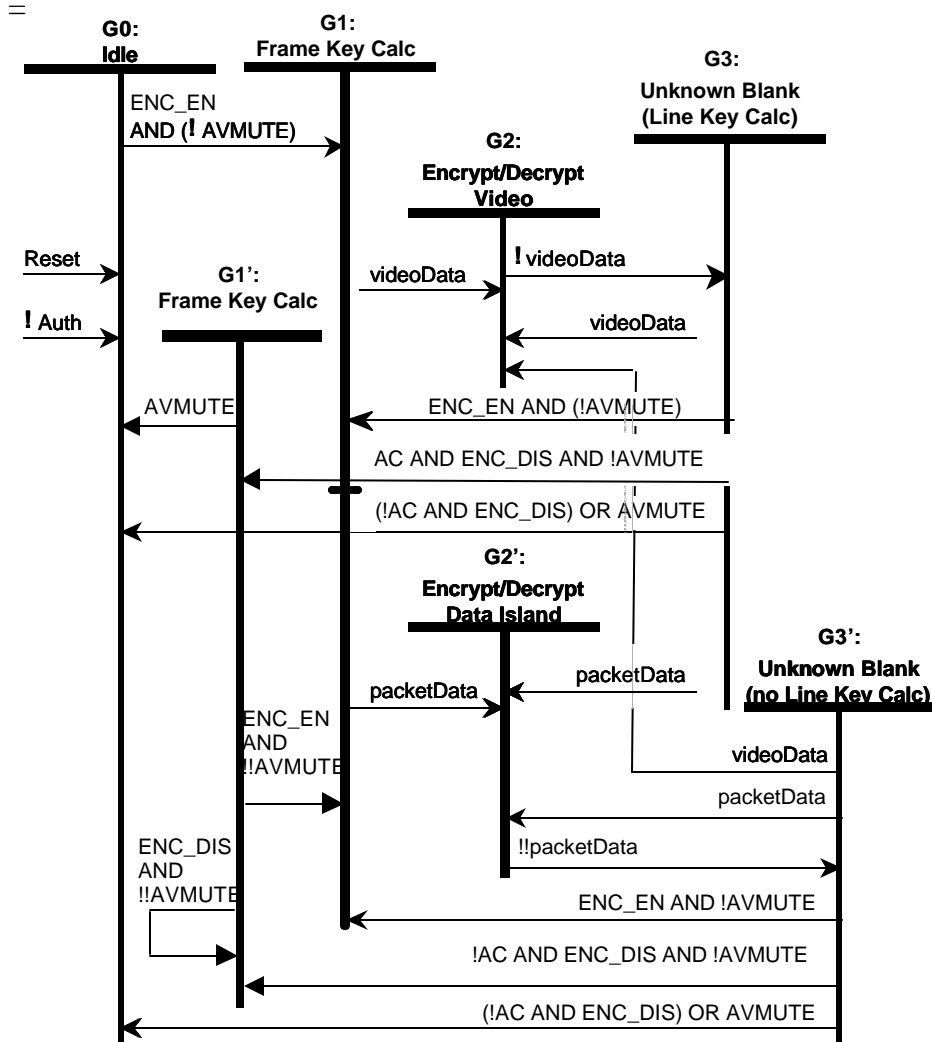 =
G0:
Idle
G1:
Frame Key Calc
G3:
Unknown Blank
(Line Key Calc)
ENC_EN
AND (! AVMUTE)
G2:
Encrypt/Decrypt
Video
Reset
G1’:
Frame Key Calc
videoData
! videoData
! Auth
videoData
AVMUTE
ENC_EN AND (!AVMUTE)
AC AND ENC_DIS AND !AVMUTE
(!AC AND ENC_DIS) OR AVMUTE
G2’:
Encrypt/Decrypt
Data Island
G3’:
Unknown Blank
(no Line Key Calc)
packetData
packetData
ENC_EN
AND
!!AVMUTE
videoData
packetData
ENC_DIS
AND
!!AVMUTE
!!packetData
ENC_EN AND !AVMUTE
!AC AND ENC_DIS AND !AVMUTE
(!AC AND ENC_DIS) OR AVMUTE